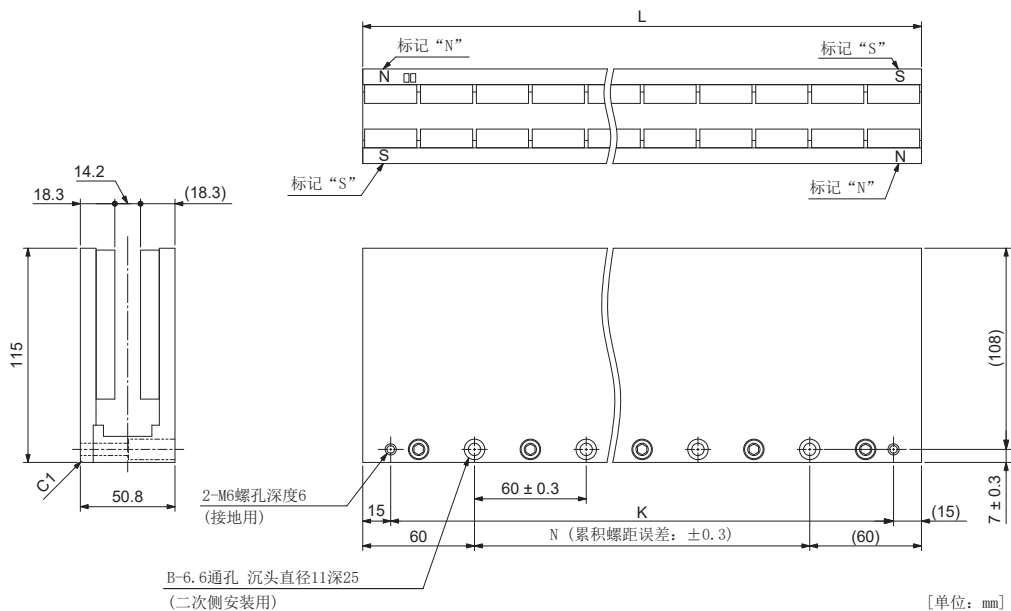 L
标记“N”
标记“S”
N
S
S
N
标记“S”
标记“N”
14.2
18.3
(18.3)
115
(108)
C1
50.8
2-M6螺孔深度6
(接地用)
60 ± 0.3
7 ± 0.3
15
K
(15)
60
N (累积螺距误差: ±0.3)
(60)
B-6.6通孔 沉头直径11深25
(二次侧安装用)
[单位: mm]